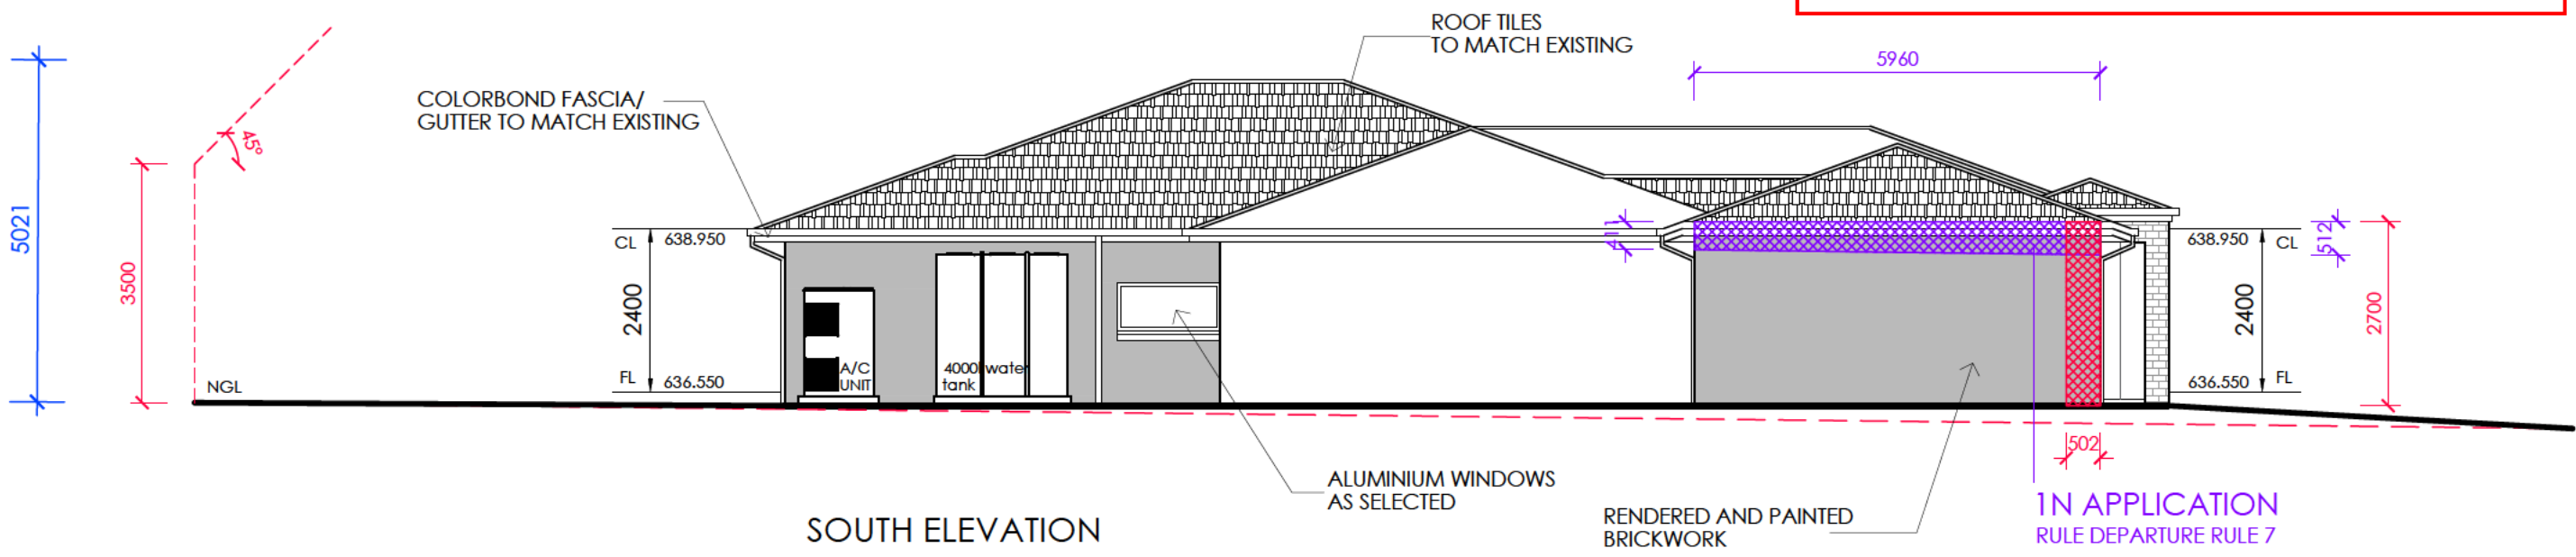 ROOF TILES
TO MATCH EXISTING
5960
COLORBOND FASCIA/
GUTTER TO MATCH EXISTING
45°
5021
3500
CL 638.950
2400
FL 636.550
NGL
A/C
UNIT
4000l water
tank
411
638.950 CL
512
2400
2700
636.550 FL
502
ALUMINIUM WINDOWS
AS SELECTED
RENDERED AND PAINTED
BRICKWORK
1N APPLICATION
RULE DEPARTURE RULE 7
SOUTH ELEVATION